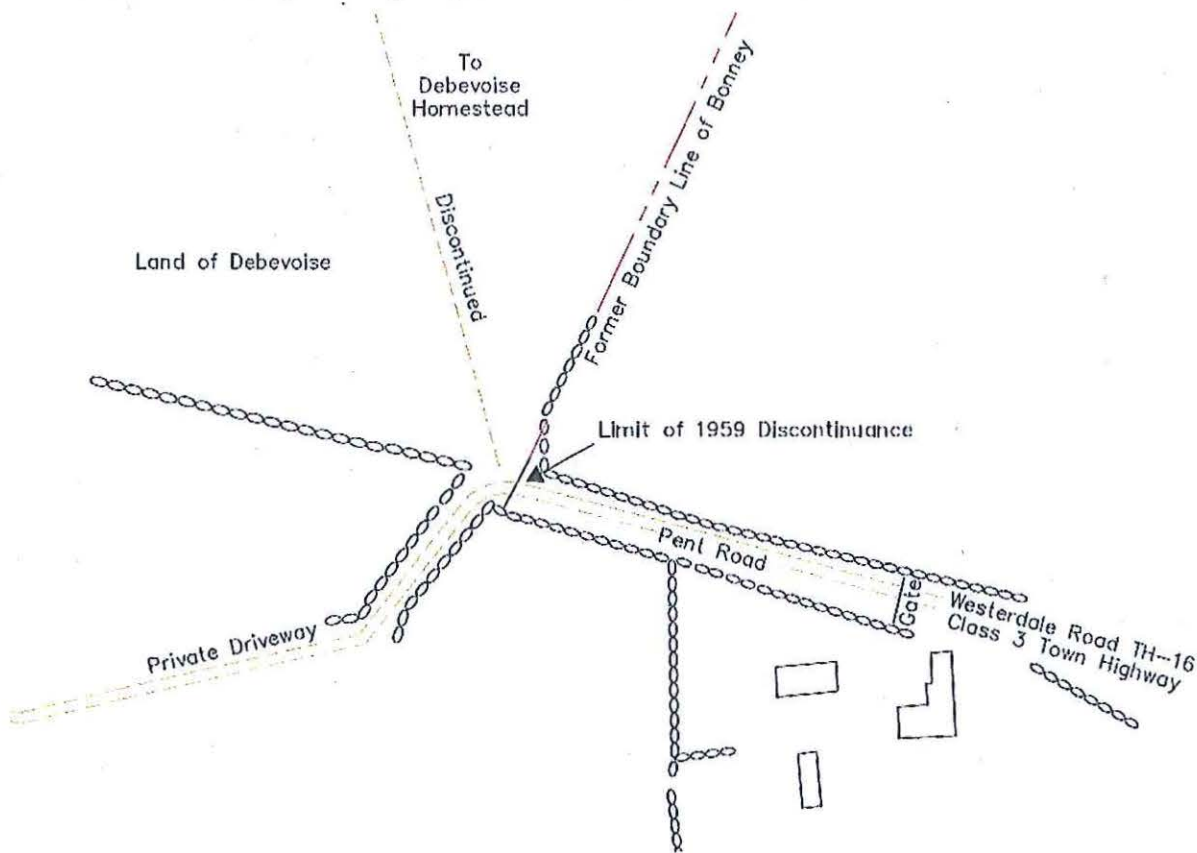 To
Debevoise
Homestead
Former Boundary Line of Bonney
Discontinued
Land of Debevoise
Limit of 1959 Discontinuance
Pent Road
Gate
Westerdale Road TH-16
Class 3 Town Highway
Private Driveway